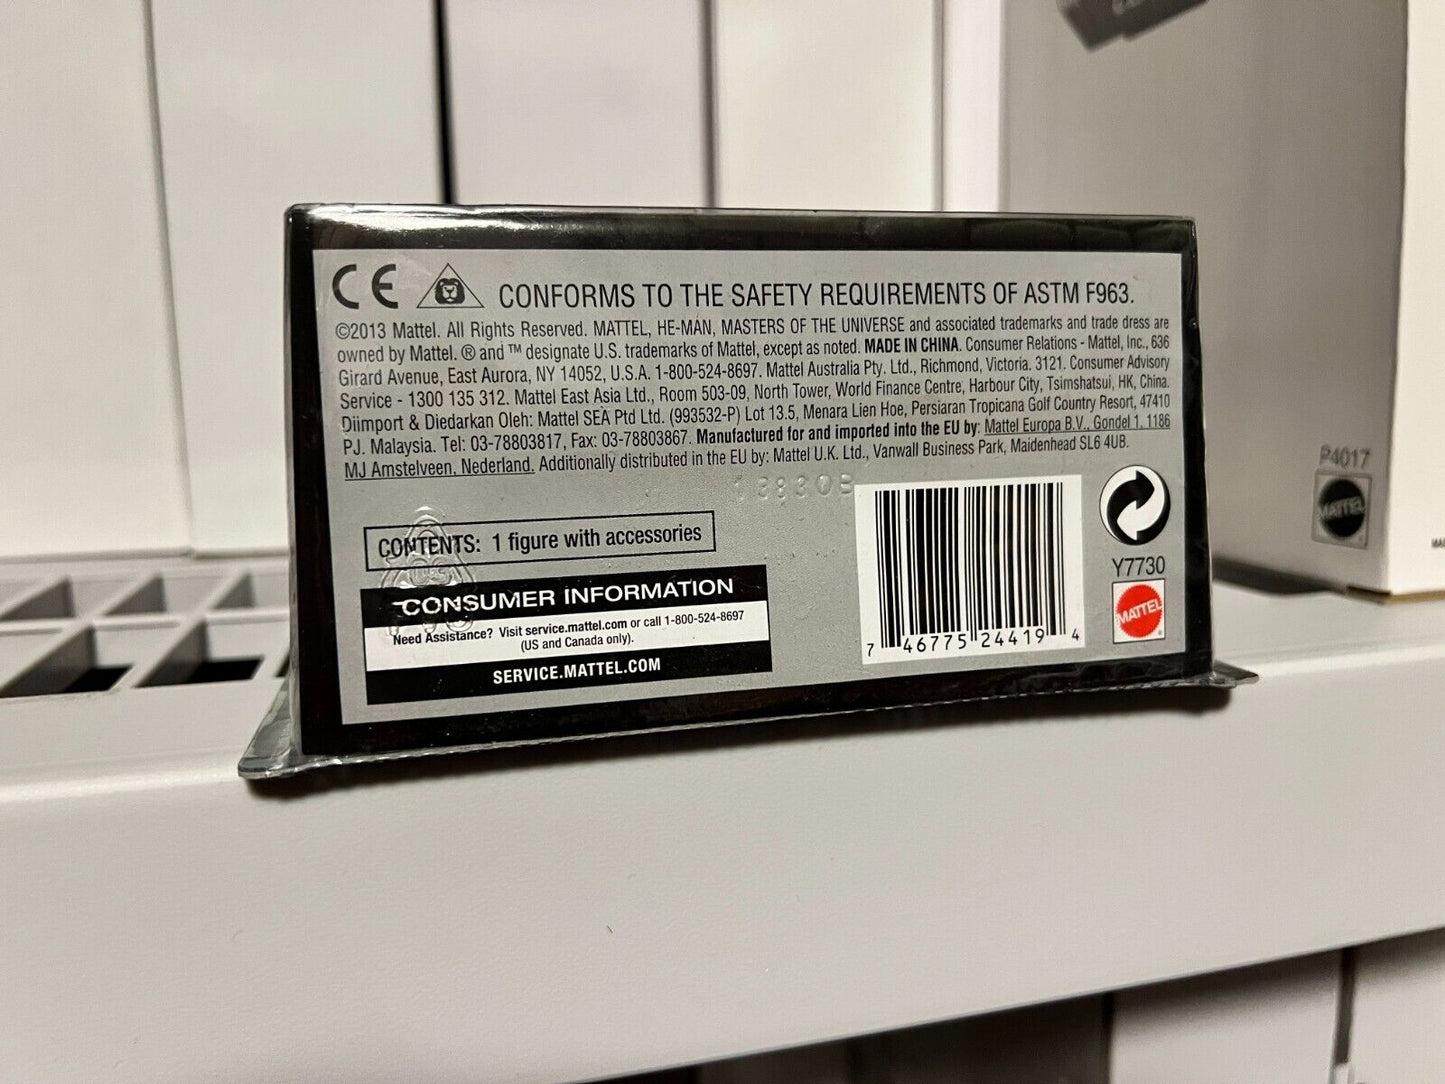 CE CONFORMS TO THE SAFETY REQUIREMENTS OF ASTM F963.
©2013 Mattel. All Rights Reserved. MATTEL, HE-MAN, MASTERS OF THE UNIVERSE and associated trademarks and trade dress are
owned by Mattel. ® and ™ designate U.S. trademarks of Mattel, except as noted. MADE IN CHINA. Consumer Relations - Mattel, Inc., 636
Girard Avenue, East Aurora, NY 14052, U.S.A. 1-800-524-8697. Mattel Australia Pty. Ltd., Richmond, Victoria. 3121. Consumer Advisory
Service - 1300 135 312. Mattel East Asia Ltd., Room 503-09, North Tower, World Finance Centre, Harbour City, Tsimshatsui, HK, China.
Diimport & Diedarkan Oleh: Mattel SEA Ptd Ltd. (993532-P) Lot 13.5, Menara Lien Hoe, Persiaran Tropicana Golf Country Resort, 47410
PJ. Malaysia. Tel: 03-78803817, Fax: 03-78803867. Manufactured for and imported into the EU by: Mattel Europa B.V., Gondel 1, 1186
MJ Amstelveen, Nederland. Additionally distributed in the EU by: Mattel U.K. Ltd., Vanwall Business Park, Maidenhead SL6 4UB.
CONTENTS: 1 figure with accessories
CONSUMER INFORMATION
Need Assistance? Visit service.mattel.com or call 1-800-524-8697
(US and Canada only).
SERVICE.MATTEL.COM
7 46775 24419 4
Y7730
MATTEL
®
P4017
MATTEL